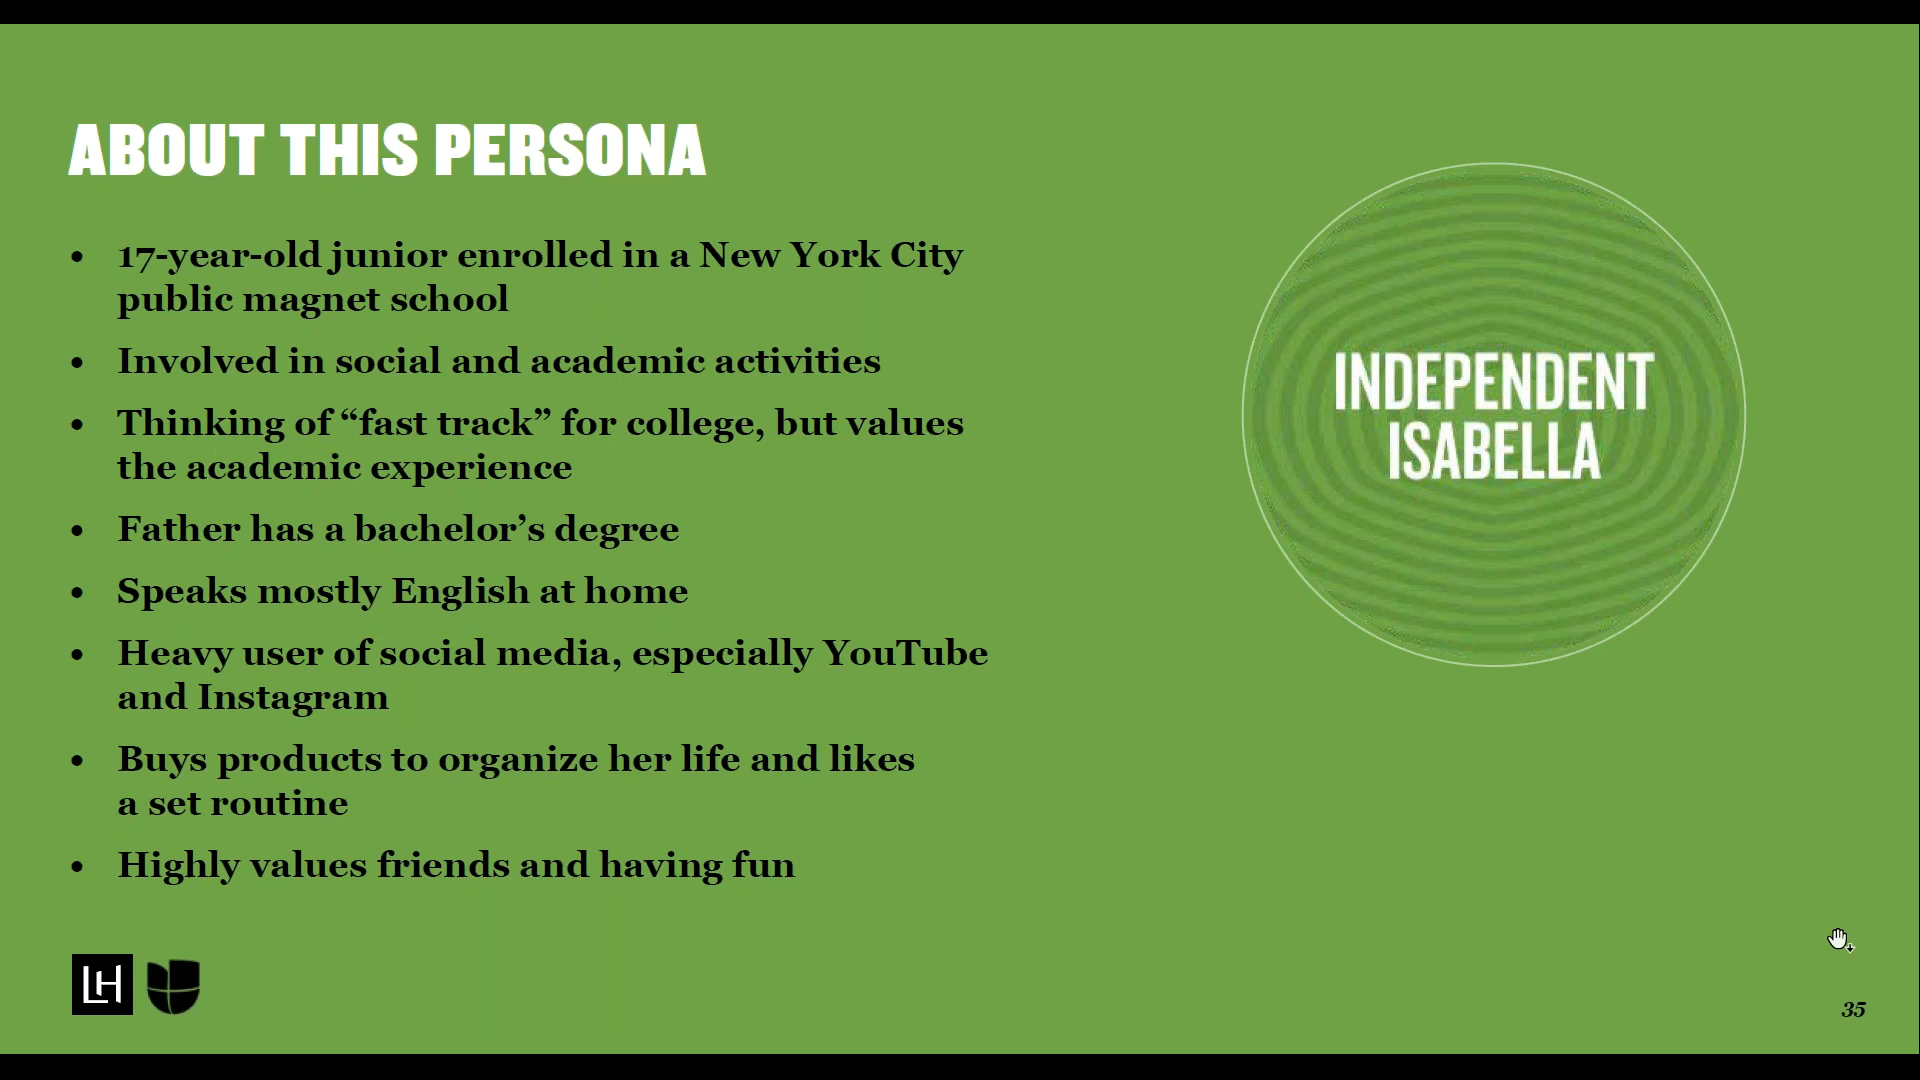 ABOUT THIS PERSONA
• 17-year-old junior enrolled in a New York City
public magnet school
• Involved in social and academic activities
• Thinking of “fast track” for college, but values
the academic experience
• Father has a bachelor’s degree
• Speaks mostly English at home
• Heavy user of social media, especially YouTube
and Instagram
• Buys products to organize her life and likes
a set routine
• Highly values friends and having fun
INDEPENDENT
ISABELLA
LH
35